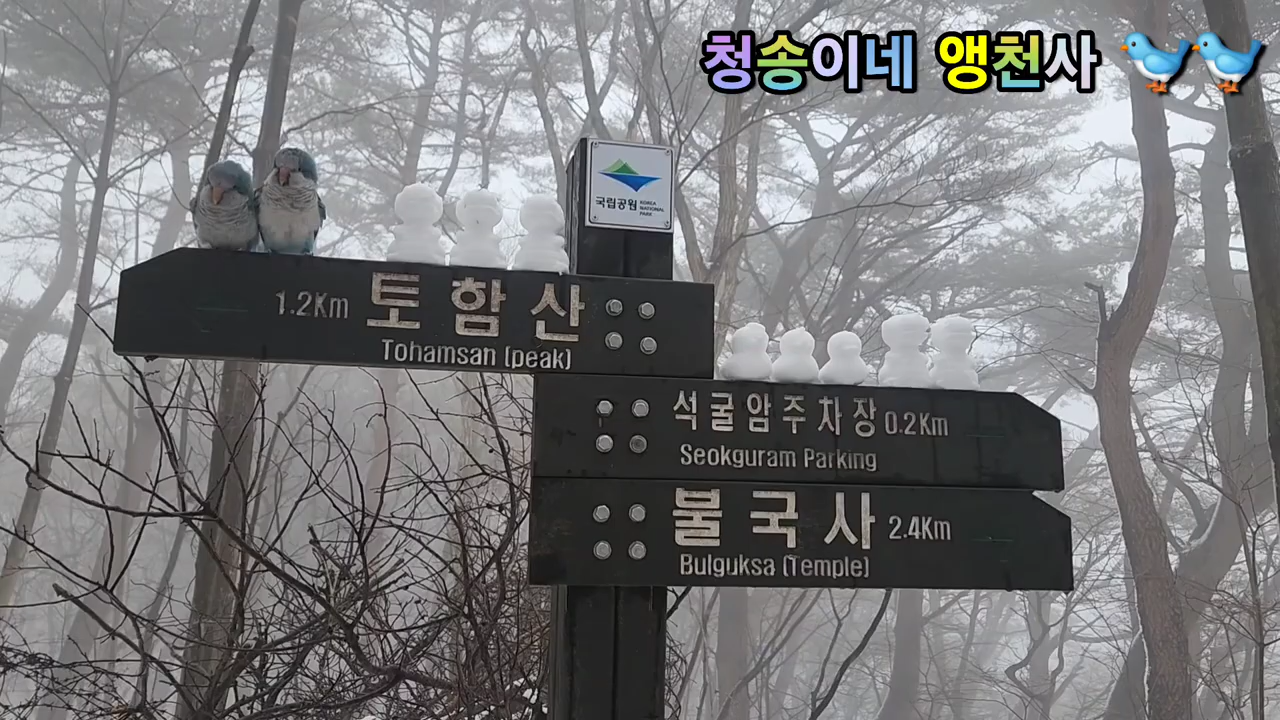 청송이네 앵천사 🐦🐦
국립공원 KOREA NATIONAL PARK
1.2Km 토함산
Tohamsan (peak)
석굴암주차장 0.2Km
Seokguram Parking
불국사 2.4Km
Bulguksa (Temple)